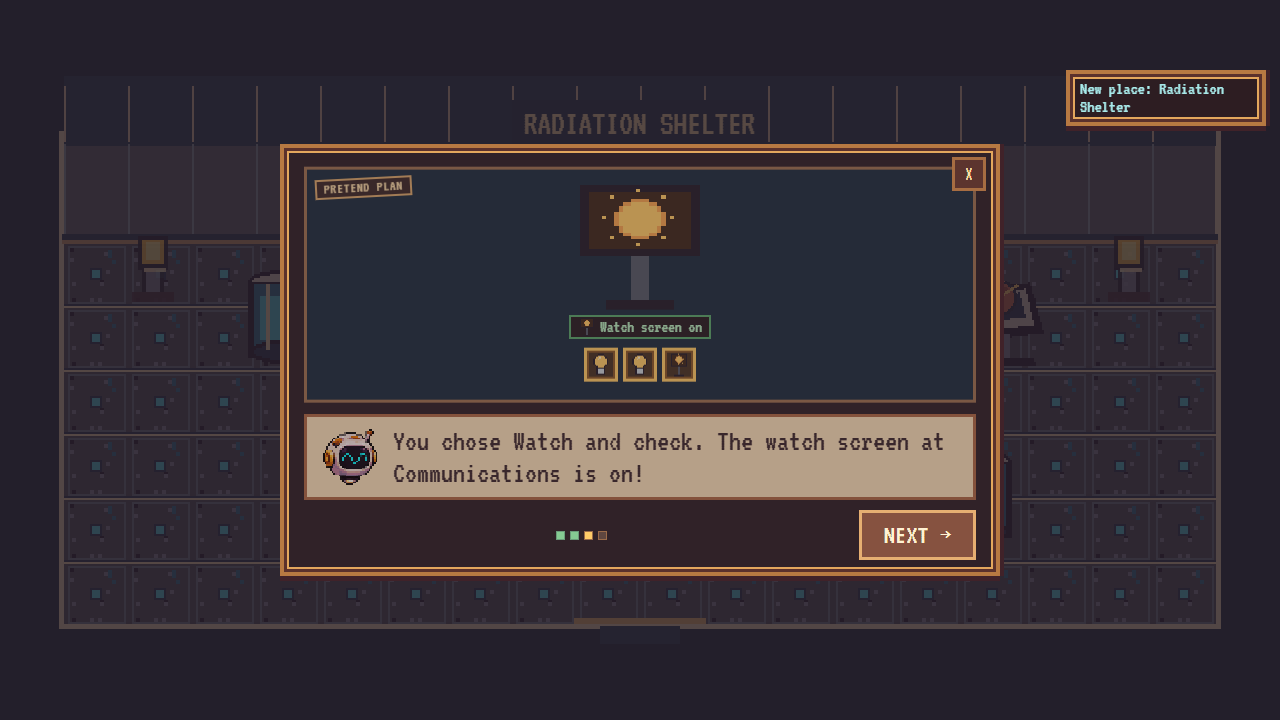 New place: Radiation
Shelter
RADIATION SHELTER
PRETEND PLAN
X
Watch screen on
You chose Watch and check. The watch screen at
Communications is on!
NEXT →